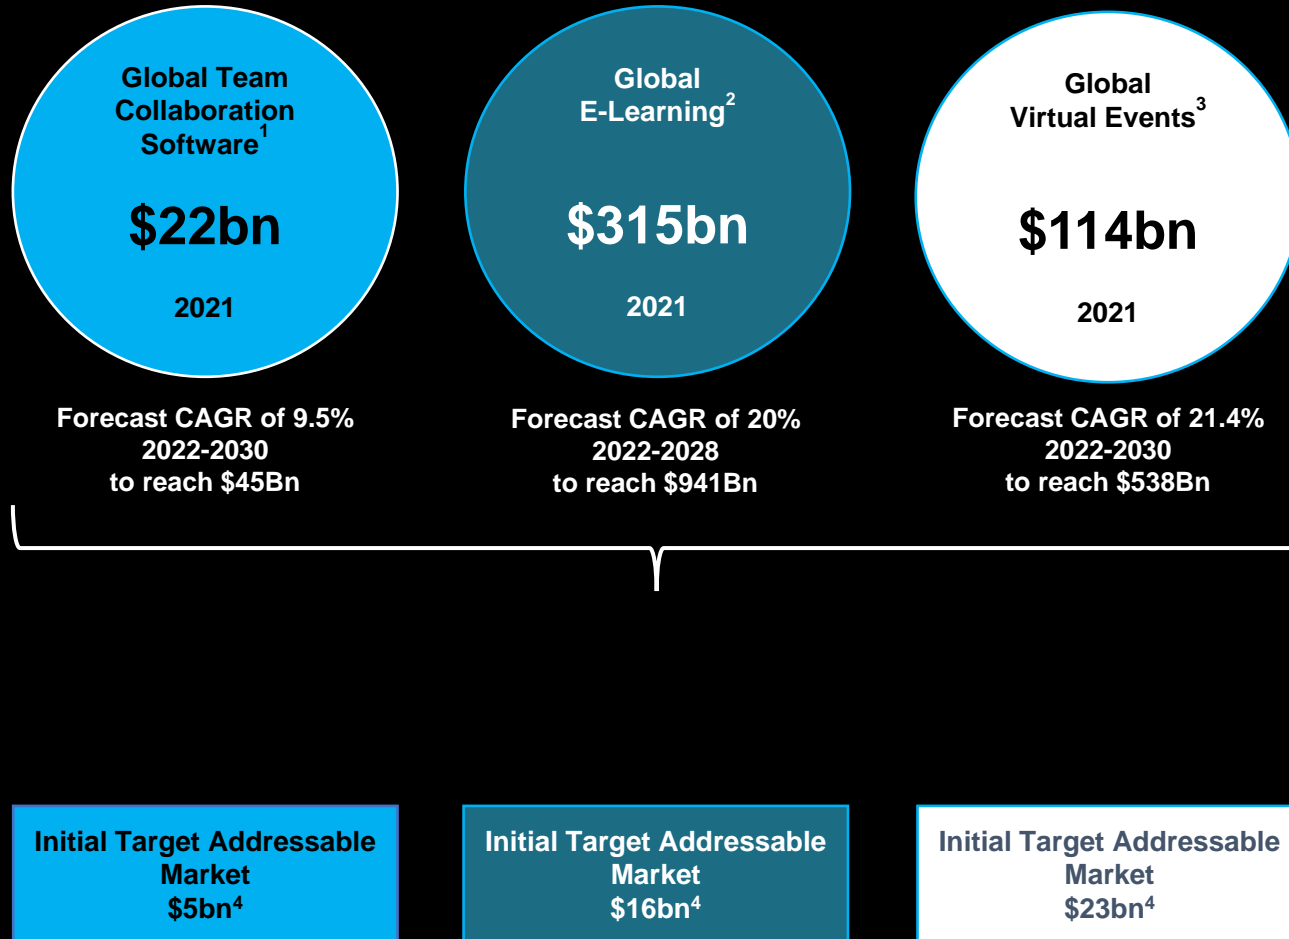 Global Team
Collaboration
Software1
$22bn
2021
Forecast CAGR of 9.5%
2022-2030
to reach $45Bn
Global
E-Learning2
$315bn
2021
Forecast CAGR of 20%
2022-2028
to reach $941Bn
Global
Virtual Events3
$114bn
2021
Forecast CAGR of 21.4%
2022-2030
to reach $538Bn
Initial Target Addressable
Market
$5bn4
Initial Target Addressable
Market
$16bn4
Initial Target Addressable
Market
$23bn4